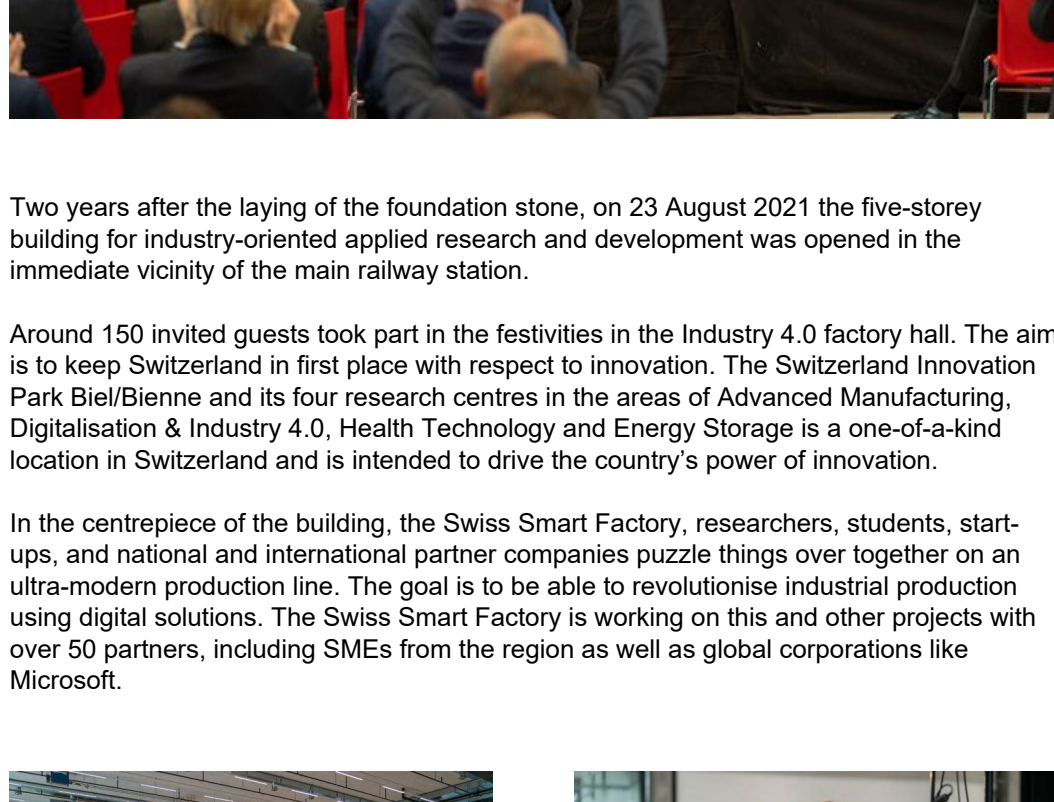 Two years after the laying of the foundation stone, on 23 August 2021 the five-storey
building for industry-oriented applied research and development was opened in the
immediate vicinity of the main railway station.
Around 150 invited guests took part in the festivities in the Industry 4.0 factory hall. The aim
is to keep Switzerland in first place with respect to innovation. The Switzerland Innovation
Park Biel/Bienne and its four research centres in the areas of Advanced Manufacturing,
Digitalisation & Industry 4.0, Health Technology and Energy Storage is a one-of-a-kind
location in Switzerland and is intended to drive the country’s power of innovation.
In the centrepiece of the building, the Swiss Smart Factory, researchers, students, start-
ups, and national and international partner companies puzzle things over together on an
ultra-modern production line. The goal is to be able to revolutionise industrial production
using digital solutions. The Swiss Smart Factory is working on this and other projects with
over 50 partners, including SMEs from the region as well as global corporations like
Microsoft.